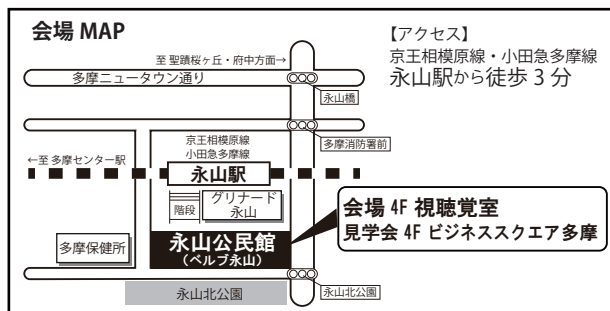 会場 MAP
【アクセス】
京王相模原線・小田急多摩線
永山駅から徒歩 3 分
至 聖蹟桜ヶ丘・府中方面→
多摩ニュータウン通り
永山橋
京王相模原線
小田急多摩線
多摩消防署前
←至 多摩センター駅
永山駅
階段
グリナード
永山
会場 4F 視聴覚室
見学会 4F ビジネススクエア多摩
多摩保健所
永山公民館
（ベルブ永山）
永山北公園
永山北公園